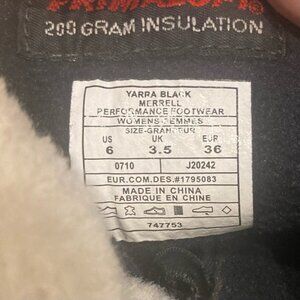 PRIMALOFT®
200 GRAM INSULATION
YARRA BLACK
MERRELL
PERFORMANCE FOOTWEAR
WOMENS-FEMMES
SIZE-GRANDEUR
US UK EUR
6 3.5 36
0710 J20242
EUR.COM.DES.#1795083
MADE IN CHINA
FABRIQUE EN CHINE
747753